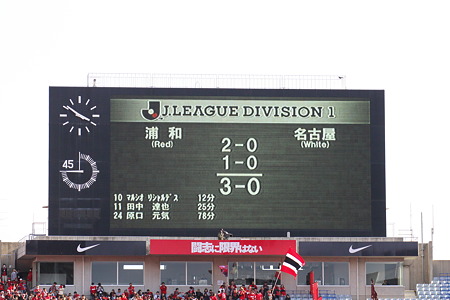 J.LEAGUE DIVISION 1
浦 和 2-0 名古屋
(Red) 1-0 (White)
3-0
45
10 マルシオ リシャルデス 12分
11 田中 達也 25分
24 原口 元気 78分
闘志に限界はない